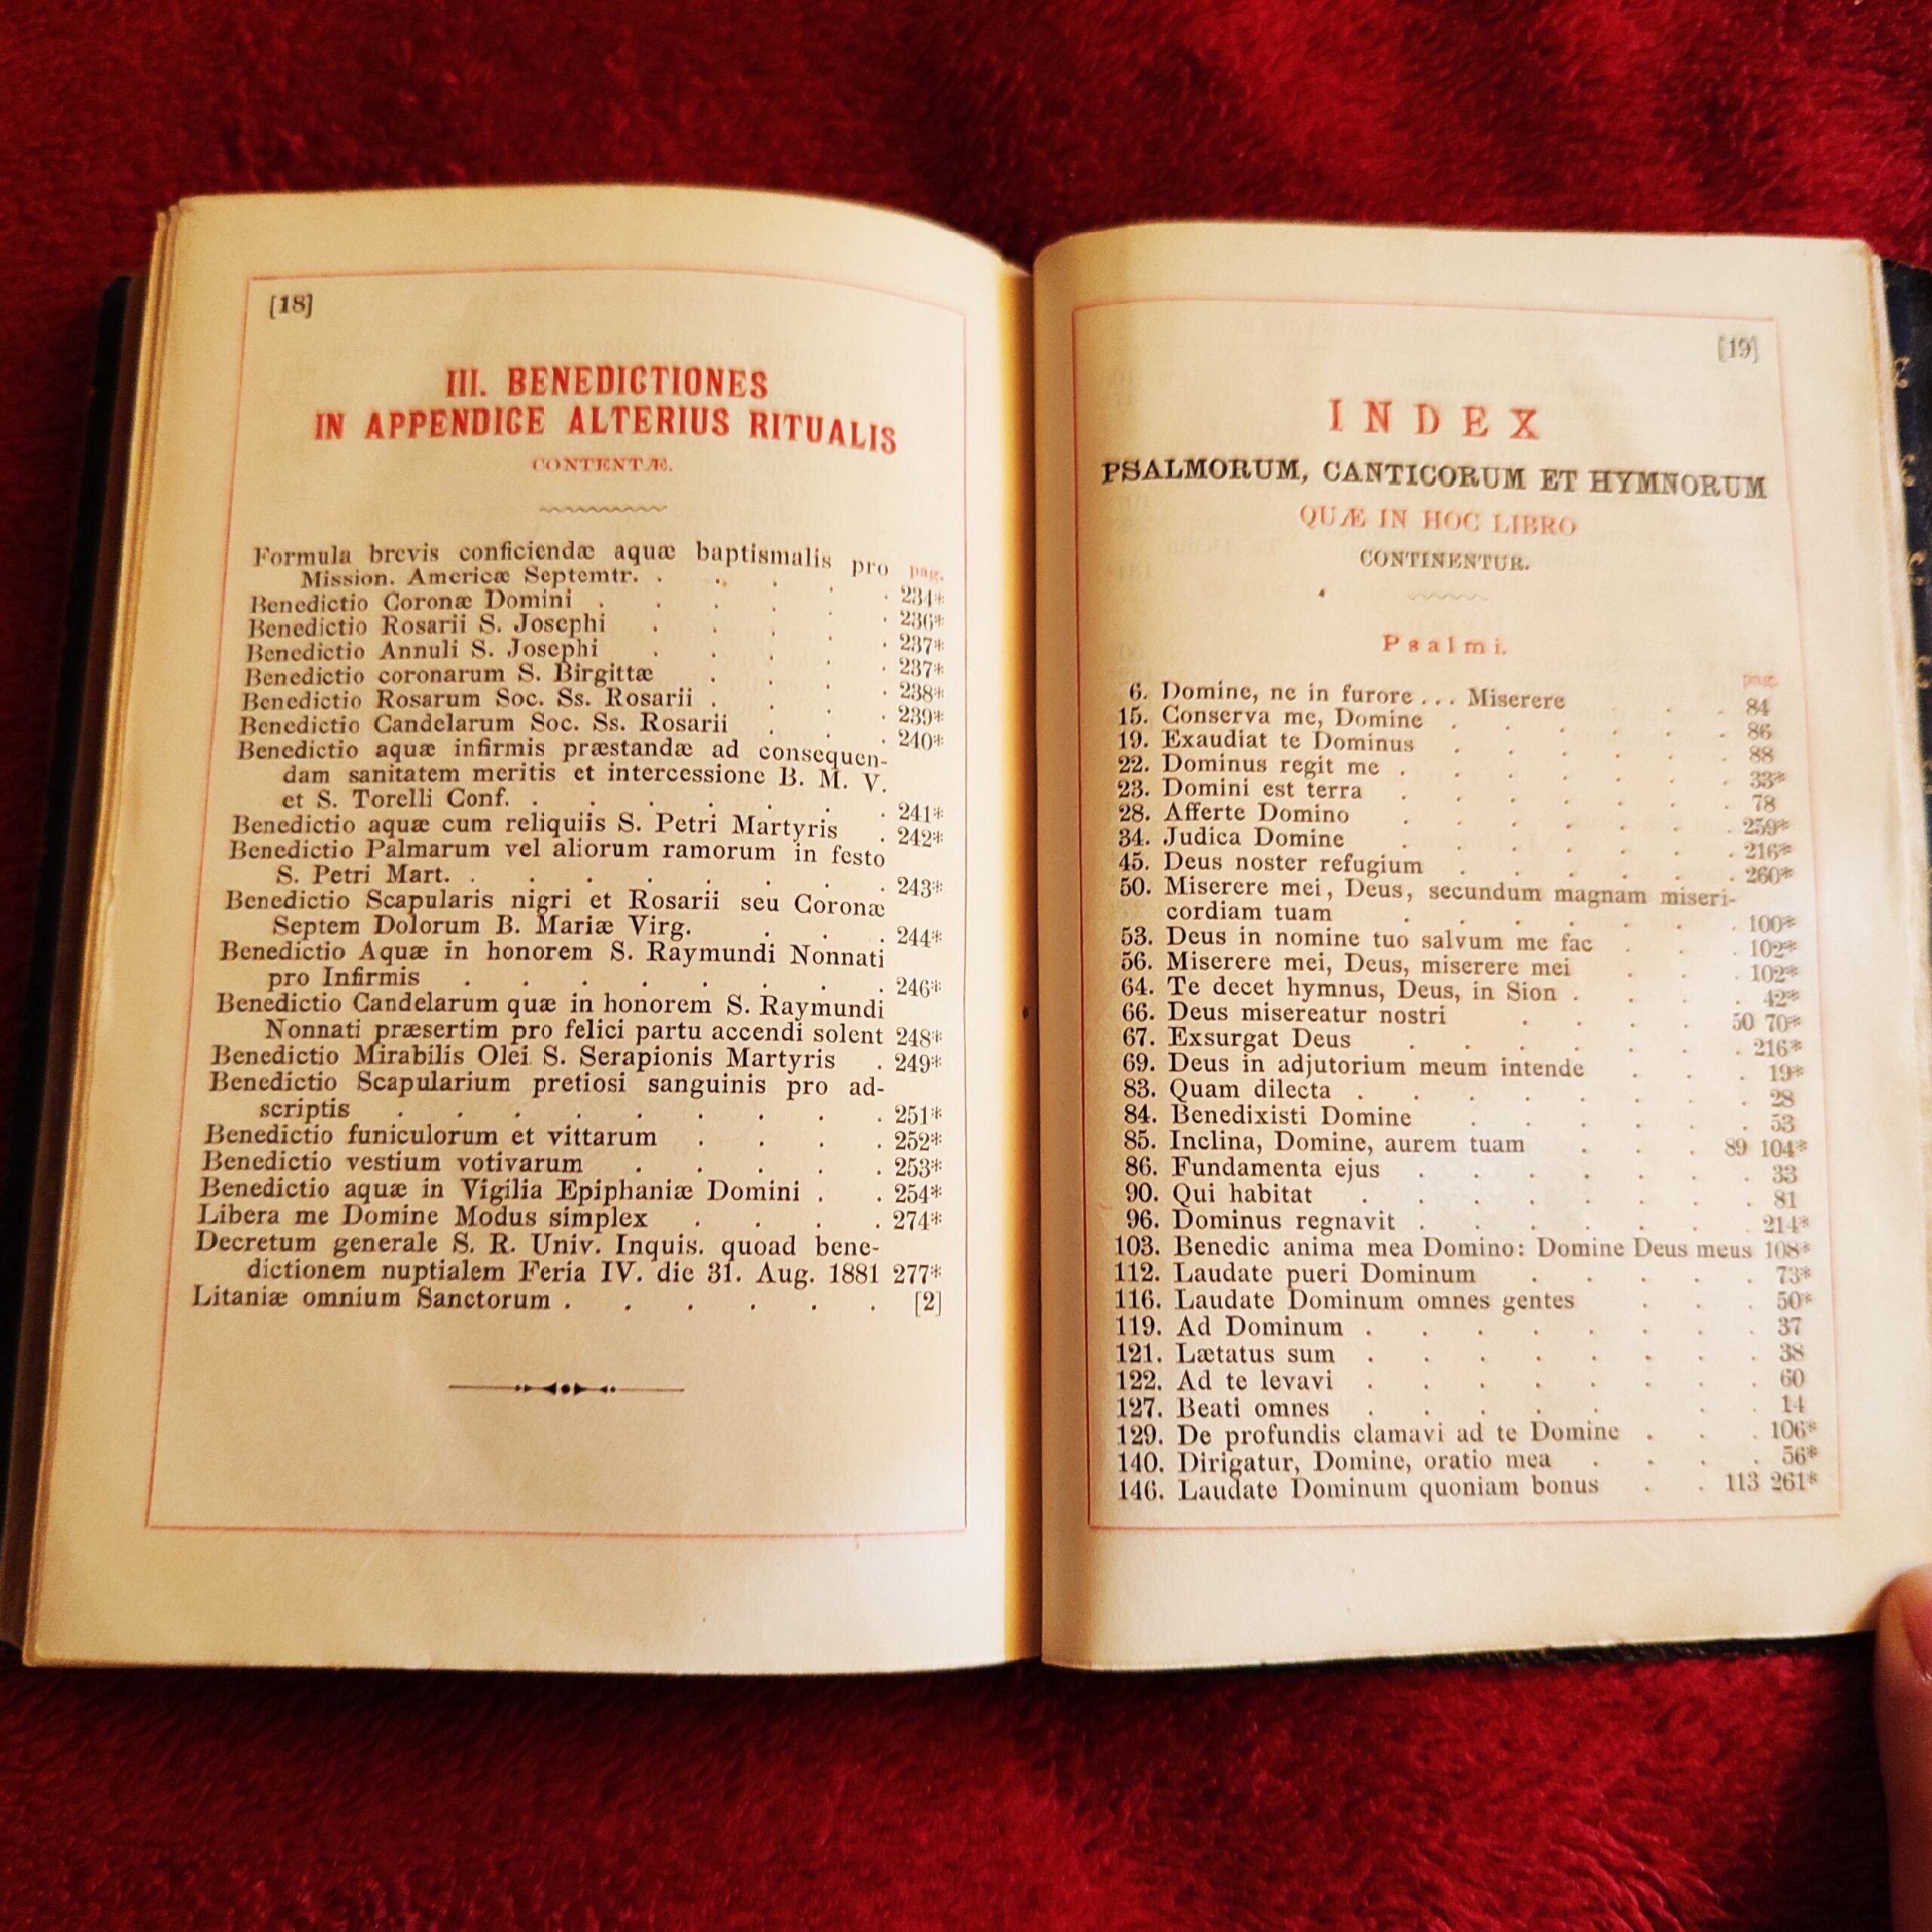 [18]
III. BENEDICTIONES
IN APPENDICE ALTERIUS RITUALIS
CONTENTÆ.
Formula brevis conficiendæ aquæ baptismalis pro pag.
Mission. Americæ Septemtr. . . . . . 234*
Benedictio Coronæ Domini . . . . . . 236*
Benedictio Rosarii S. Josephi . . . . . 237*
Benedictio Annuli S. Josephi . . . . . 237*
Benedictio coronarum S. Birgittæ . . . . 238*
Benedictio Rosarum Soc. Ss. Rosarii . . . . 239*
Benedictio Candelarum Soc. Ss. Rosarii . . . 240*
Benedictio aquæ infirmis præstandæ ad consequen-
dam sanitatem meritis et intercessione B. M. V.
et S. Torelli Conf. . . . . . . . 241*
Benedictio aquæ cum reliquiis S. Petri Martyris . 242*
Benedictio Palmarum vel aliorum ramorum in festo
S. Petri Mart. . . . . . . . . 243*
Benedictio Scapularis nigri et Rosarii seu Coronæ
Septem Dolorum B. Mariæ Virg. . . . 244*
Benedictio Aquæ in honorem S. Raymundi Nonnati
pro Infirmis . . . . . . . . 246*
Benedictio Candelarum quæ in honorem S. Raymundi
Nonnati præsertim pro felici partu accendi solent 248*
Benedictio Mirabilis Olei S. Serapionis Martyris . 249*
Benedictio Scapularium pretiosi sanguinis pro ad-
scriptis . . . . . . . . . 251*
Benedictio funiculorum et vittarum . . . . 252*
Benedictio vestium votivarum . . . . . 253*
Benedictio aquæ in Vigilia Epiphaniæ Domini . . 254*
Libera me Domine Modus simplex . . . . 274*
Decretum generale S. R. Univ. Inquis. quoad bene-
dictionem nuptialem Feria IV. die 31. Aug. 1881 277*
Litaniæ omnium Sanctorum . . . . . . [2]
[19]
INDEX
PSALMORUM, CANTICORUM ET HYMNORUM
QUÆ IN HOC LIBRO
CONTINENTUR.
Psalmi.
pag.
6. Domine, ne in furore ... Miserere . . . 84
15. Conserva me, Domine . . . . . . 86
19. Exaudiat te Dominus . . . . . . 88
22. Dominus regit me . . . . . . . 33*
23. Domini est terra . . . . . . . 78
28. Afferte Domino . . . . . . . 259*
34. Judica Domine . . . . . . . 216*
45. Deus noster refugium . . . . . . 260*
50. Miserere mei, Deus, secundum magnam miseri-
cordiam tuam . . . . . . . 100*
53. Deus in nomine tuo salvum me fac . . . 102*
56. Miserere mei, Deus, miserere mei . . . 102*
64. Te decet hymnus, Deus, in Sion . . . . 42*
66. Deus misereatur nostri . . . . 50 70*
67. Exsurgat Deus . . . . . . . 216*
69. Deus in adjutorium meum intende . . . 19*
83. Quam dilecta . . . . . . . . 28
84. Benedixisti Domine . . . . . . 53
85. Inclina, Domine, aurem tuam . . . 89 104*
86. Fundamenta ejus . . . . . . . 33
90. Qui habitat . . . . . . . . 81
96. Dominus regnavit . . . . . . . 214*
103. Benedic anima mea Domino: Domine Deus meus 108*
112. Laudate pueri Dominum . . . . . 73*
116. Laudate Dominum omnes gentes . . . 50*
119. Ad Dominum . . . . . . . . 37
121. Lætatus sum . . . . . . . . 38
122. Ad te levavi . . . . . . . . 60
127. Beati omnes . . . . . . . 14
129. De profundis clamavi ad te Domine . . . 106*
140. Dirigatur, Domine, oratio mea . . . . 56*
146. Laudate Dominum quoniam bonus . . 113 261*